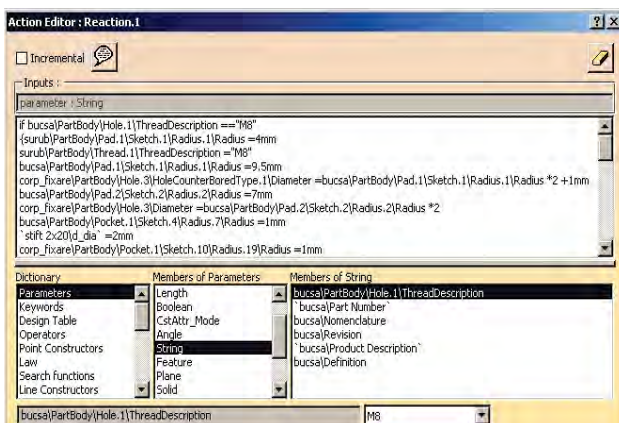 Action Editor : Reaction.1
Incremental
Inputs :
parameter : String
if bucsa\PartBody\Hole.1\ThreadDescription =="M8"
{surub\PartBody\Pad.1\Sketch.1\Radius.1\Radius =4mm
surub\PartBody\Thread.1\ThreadDescription ="M8"
bucsa\PartBody\Pad.1\Sketch.1\Radius.1\Radius =9.5mm
corp_fixare\PartBody\Hole.3\HoleCounterBoredType.1\Diameter =bucsa\PartBody\Pad.1\Sketch.1\Radius.1\Radius *2 +1mm
bucsa\PartBody\Pad.2\Sketch.2\Radius.2\Radius =7mm
corp_fixare\PartBody\Hole.3\Diameter =bucsa\PartBody\Pad.2\Sketch.2\Radius.2\Radius *2
bucsa\PartBody\Pocket.1\Sketch.4\Radius.7\Radius =1mm
`stift 2x20\d_dia` =2mm
corp_fixare\PartBody\Pocket.1\Sketch.10\Radius.19\Radius =1mm
Dictionary Members of Parameters Members of String
Parameters Length bucsa\PartBody\Hole.1\ThreadDescription
Keywords Boolean `bucsa\Part Number`
Design Table CstAttr_Mode bucsa\Nomenclature
Operators Angle bucsa\Revision
Point Constructors String `bucsa\Product Description`
Law Feature bucsa\Definition
Search functions Plane
Line Constructors Solid
bucsa\PartBody\Hole.1\ThreadDescription M8